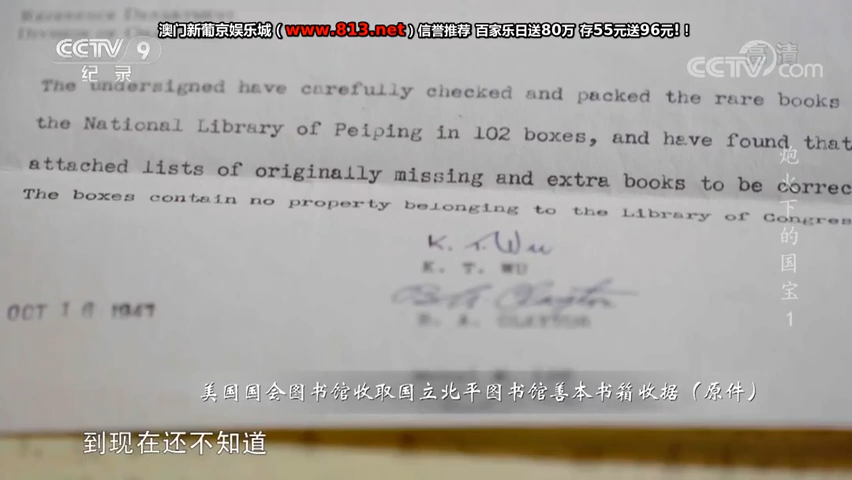 澳门新葡京娱乐城（www.813.net）信誉推荐 百家乐日送80万 存55元送96元!！
CCTV 9
纪录
高清
CCTV.com
The undersigned have carefully checked and packed the rare books
the National Library of Peiping in 102 boxes, and have found that
attached lists of originally missing and extra books to be correc
The boxes contain no property belonging to the Library of Congres
炮火下的国宝 1
K. T. Wu
K. T. WU
OCT 16 1947
美国国会图书馆收取国立北平图书馆善本书箱收据（原件）
到现在还不知道